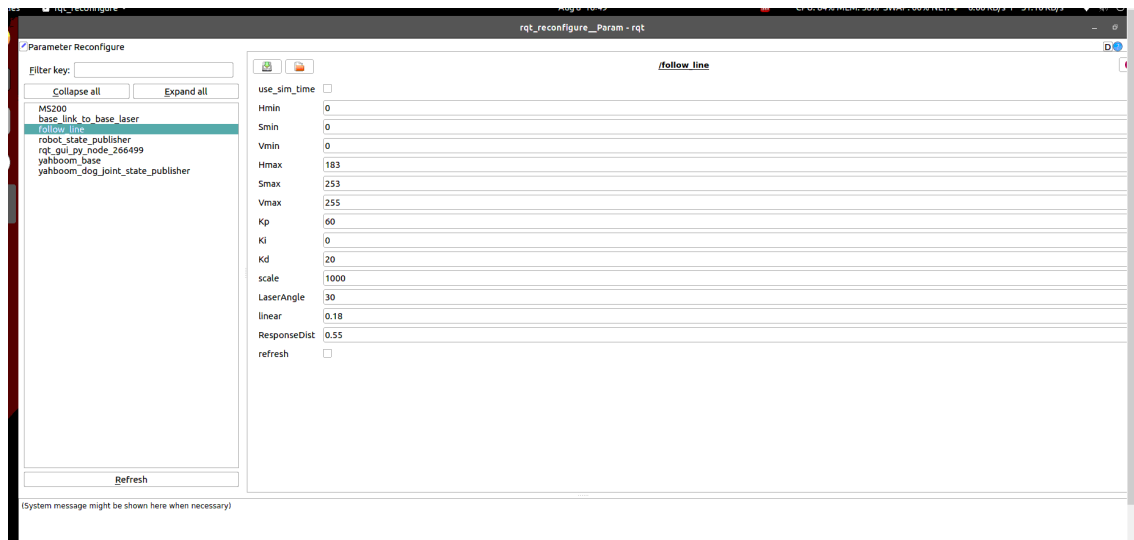 rqt_reconfigure__Param - rqt
Parameter Reconfigure
D
Filter key:
Collapse all
Expand all
MS200
base_link_to_base_laser
follow_line
robot_state_publisher
rqt_gui_py_node_266499
yahboom_base
yahboom_dog_joint_state_publisher
Refresh
/follow_line
use_sim_time
Hmin 0
Smin 0
Vmin 0
Hmax 183
Smax 253
Vmax 255
Kp 60
Ki 0
Kd 20
scale 1000
LaserAngle 30
linear 0.18
ResponseDist 0.55
refresh
(System message might be shown here when necessary)